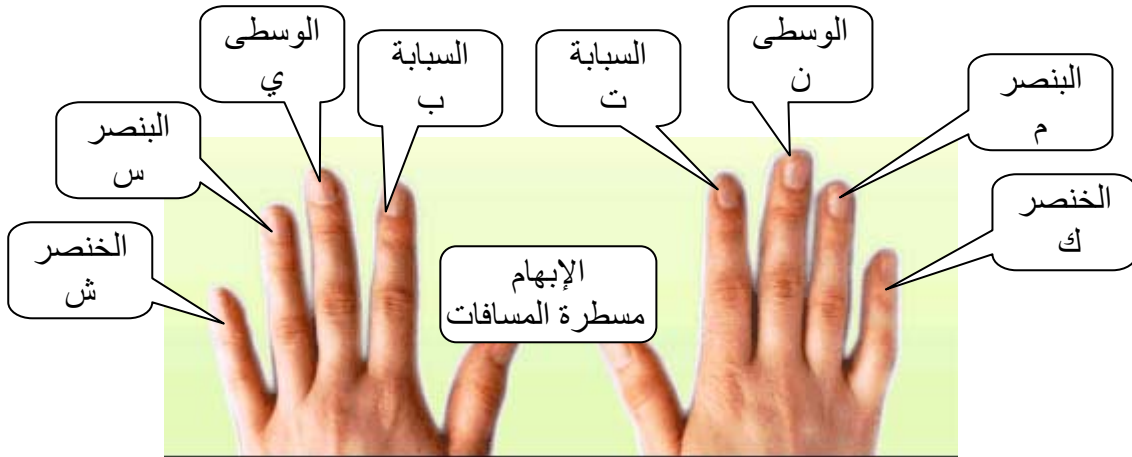 الوسطى
ن
السبابة
ت
السبابة
ب
الوسطى
ي
البنصر
م
البنصر
س
الخنصر
ك
الخنصر
ش
الإبهام
مسطرة المسافات